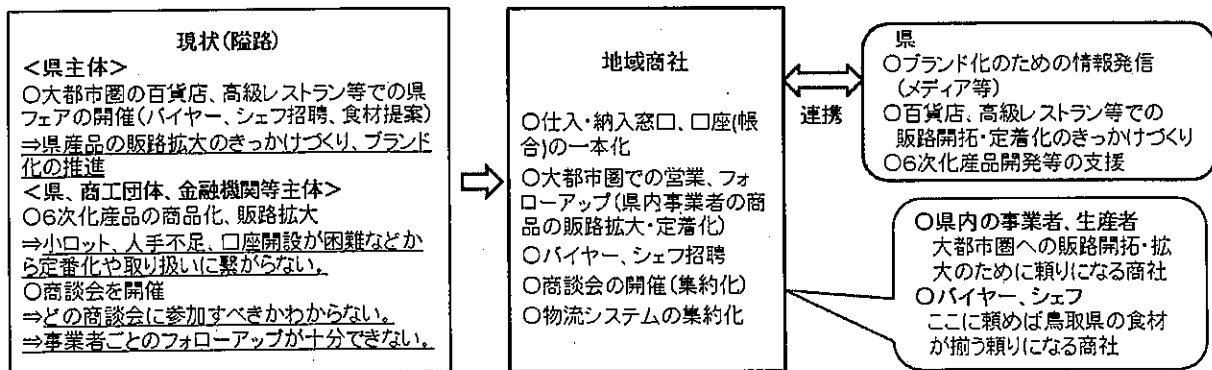 現状(隘路)
<県主体>
○大都市圏の百貨店、高級レストラン等での県
フェアの開催(バイヤー、シェフ招聘、食材提案)
⇒県産品の販路拡大のきっかけづくり、ブランド
化の推進
<県、商工団体、金融機関等主体>
○6次化産品の商品化、販路拡大
⇒小ロット、人手不足、口座開設が困難などか
ら定番化や取り扱いに繋がらない。
○商談会を開催
⇒どの商談会に参加すべきかわからない。
⇒事業者ごとのフォローアップが十分できない。
地域商社
○仕入・納入窓口、口座(帳
合)の一本化
○大都市圏での営業、フォ
ローアップ(県内事業者の商
品の販路拡大・定着化)
○バイヤー、シェフ招聘
○商談会の開催(集約化)
○物流システムの集約化
連携
県
○ブランド化のための情報発信
(メディア等)
○百貨店、高級レストラン等での
販路開拓・定着化のきっかけづくり
○6次化産品開発等の支援
○県内の事業者、生産者
大都市圏への販路開拓・拡
大のために頼りになる商社
○バイヤー、シェフ
ここに頼めば鳥取県の食材
が揃う頼りになる商社